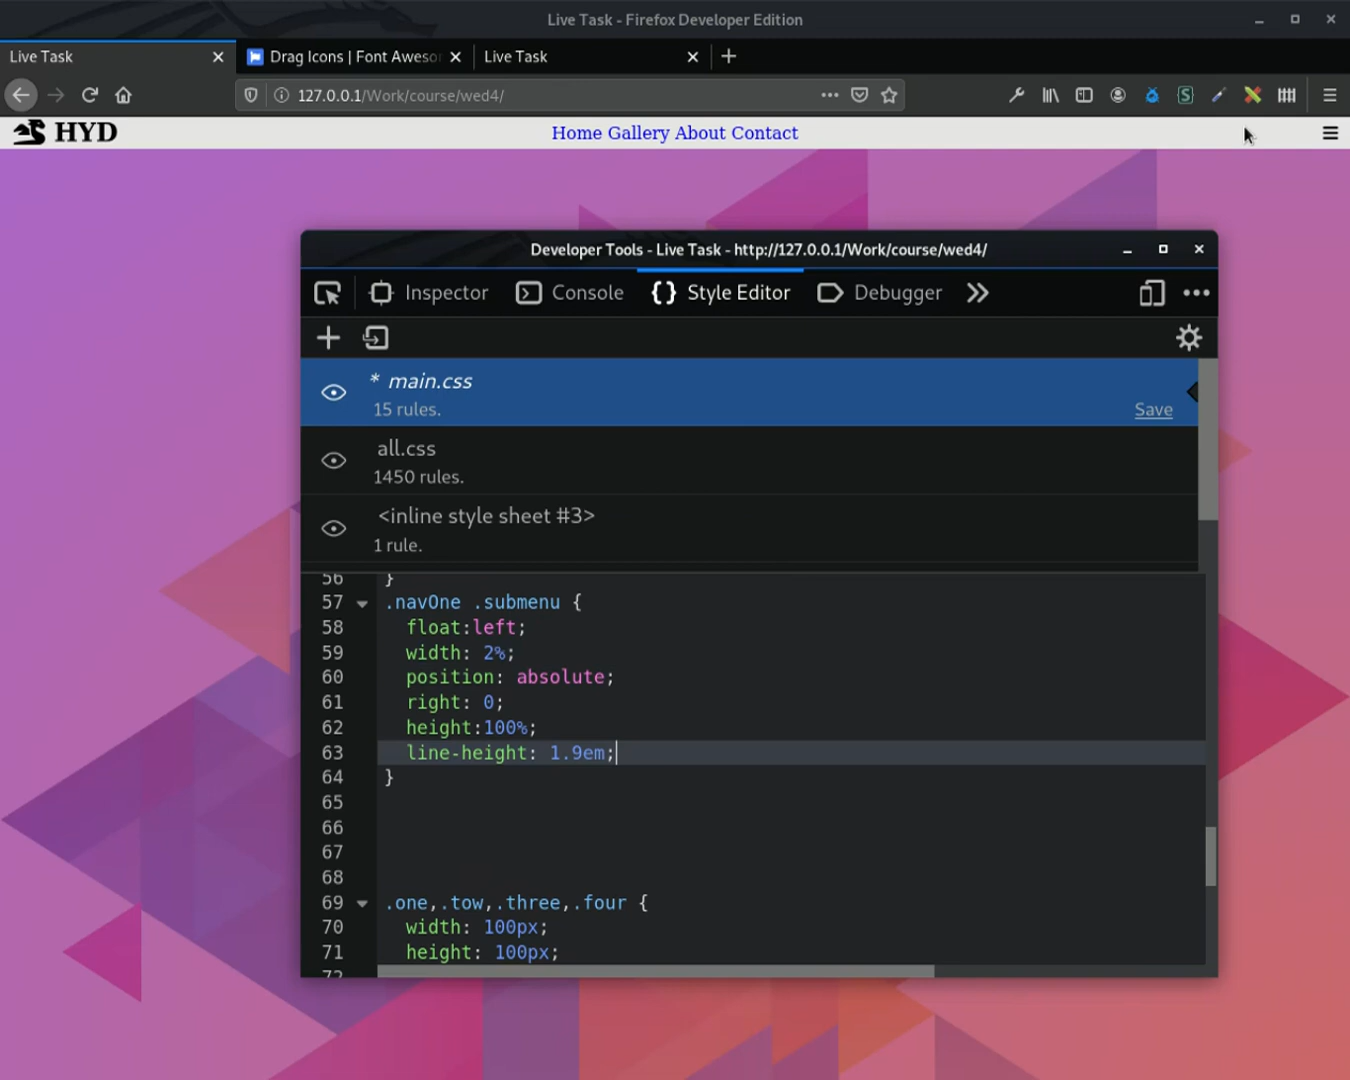 Live Task - Firefox Developer Edition
Live Task
Drag Icons | Font Aweso
Live Task
127.0.0.1/Work/course/wed4/
HYD
Home Gallery About Contact
Developer Tools - Live Task - http://127.0.0.1/Work/course/wed4/
Inspector Console {} Style Editor Debugger
* main.css
15 rules.
Save
all.css
1450 rules.
<inline style sheet #3>
1 rule.
56 }
57 .navOne .submenu {
58 float:left;
59 width: 2%;
60 position: absolute;
61 right: 0;
62 height:100%;
63 line-height: 1.9em;
64 }
65
66
67
68
69 .one,.tow,.three,.four {
70 width: 100px;
71 height: 100px;
72